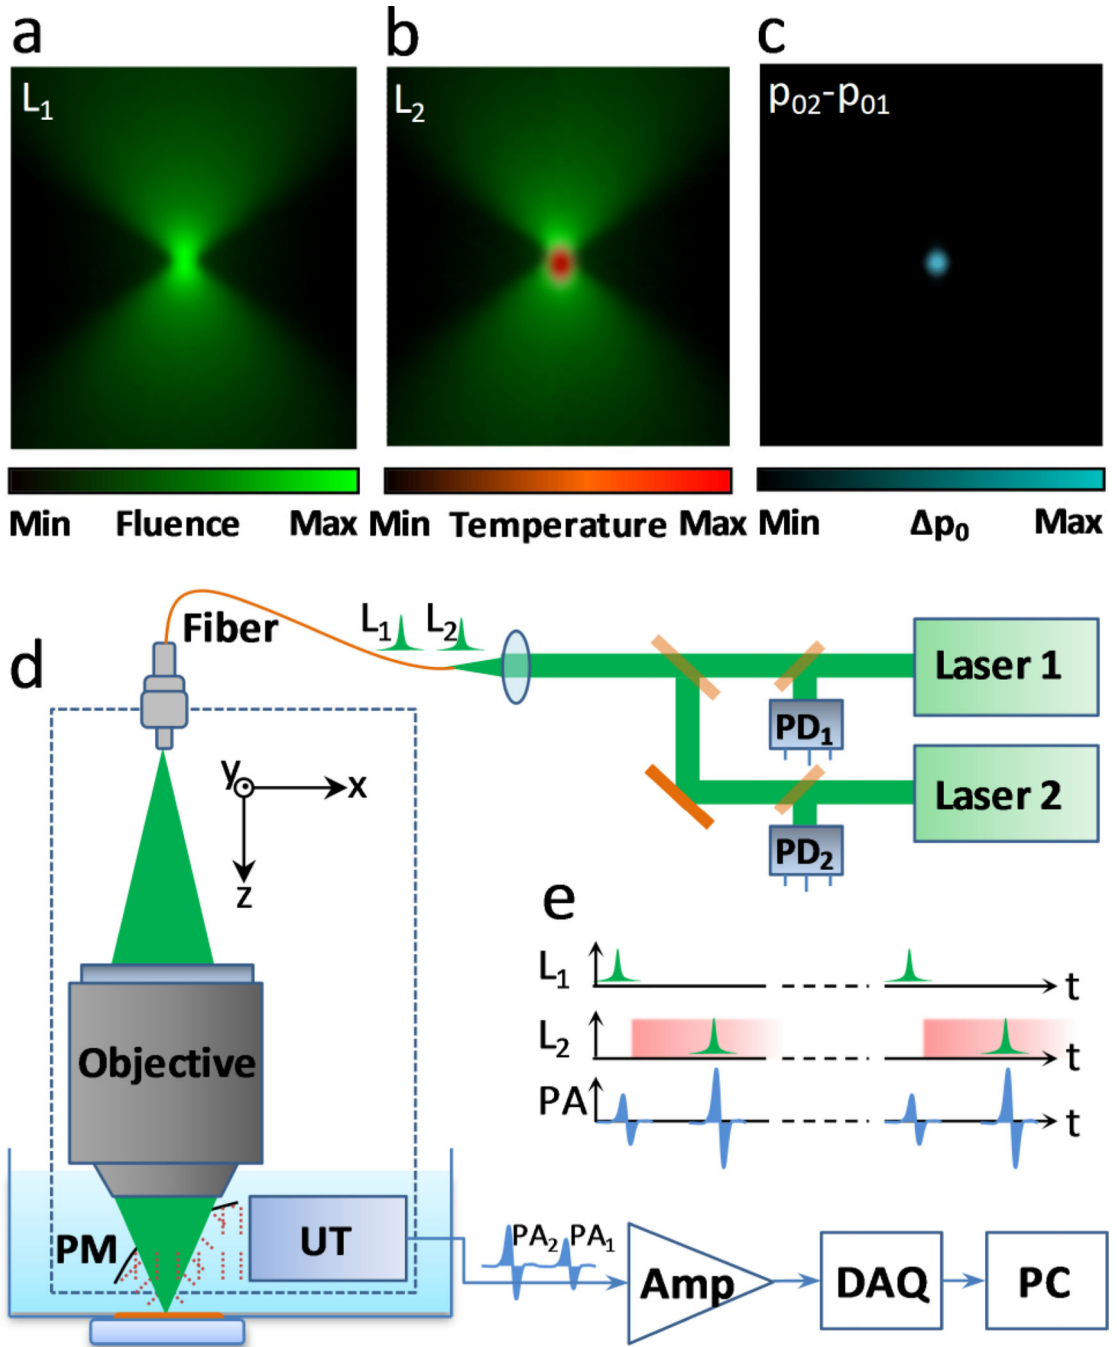 a b c
L₁ L₂ p₀₂-p₀₁
Min Fluence Max Min Temperature Max Min Δp₀ Max
d
Fiber
L₁ L₂
Laser 1
PD₁
Laser 2
PD₂
y x
z
Objective
PM
UT
e
L₁ t
L₂ t
PA t
PA₂ PA₁
Amp DAQ PC